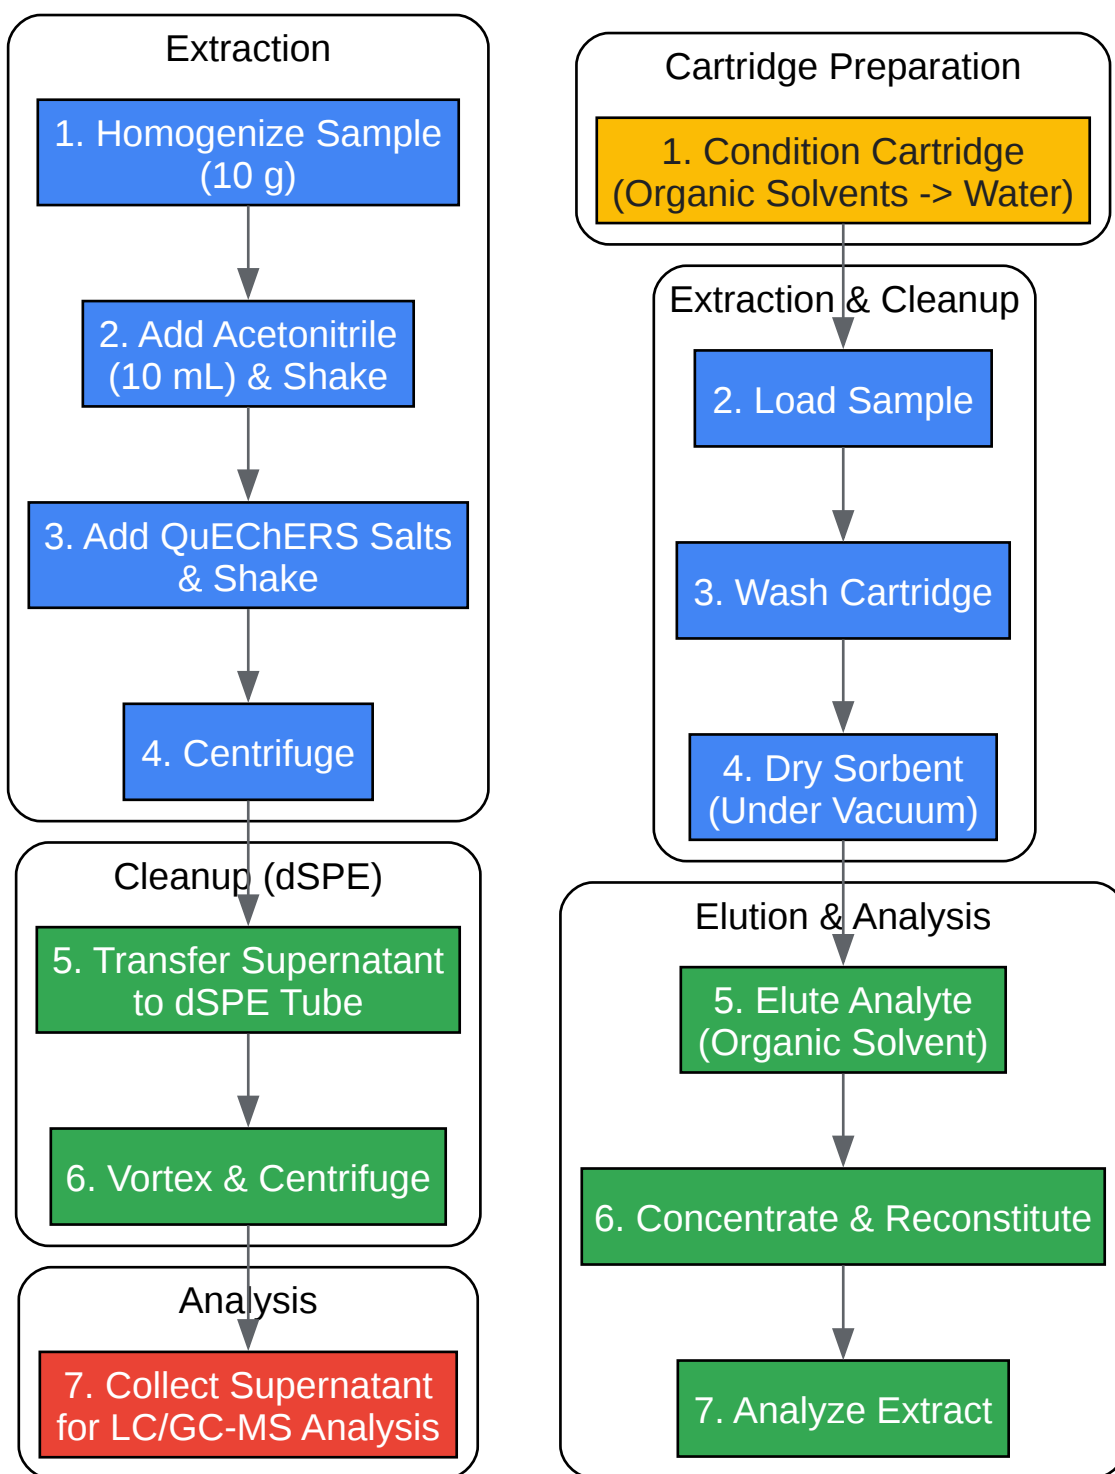 Extraction
1. Homogenize Sample
(10 g)
2. Add Acetonitrile
(10 mL) & Shake
3. Add QuEChERS Salts
& Shake
4. Centrifuge
Cleanup (dSPE)
5. Transfer Supernatant
to dSPE Tube
6. Vortex & Centrifuge
Analysis
7. Collect Supernatant
for LC/GC-MS Analysis
Cartridge Preparation
1. Condition Cartridge
(Organic Solvents -> Water)
Extraction & Cleanup
2. Load Sample
3. Wash Cartridge
4. Dry Sorbent
(Under Vacuum)
Elution & Analysis
5. Elute Analyte
(Organic Solvent)
6. Concentrate & Reconstitute
7. Analyze Extract